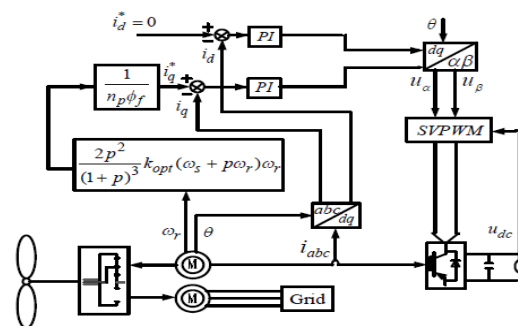 i_d^* = 0
i_d
PI
θ
dq
αβ
1
n_p ϕ_f
i_q^*
i_q
PI
u_α
u_β
SVPWM
2p^2
(1 + p)^3
k_opt (ω_s + pω_r)ω_r
abc
dq
ω_r
θ
i_abc
u_dc
M
M
Grid